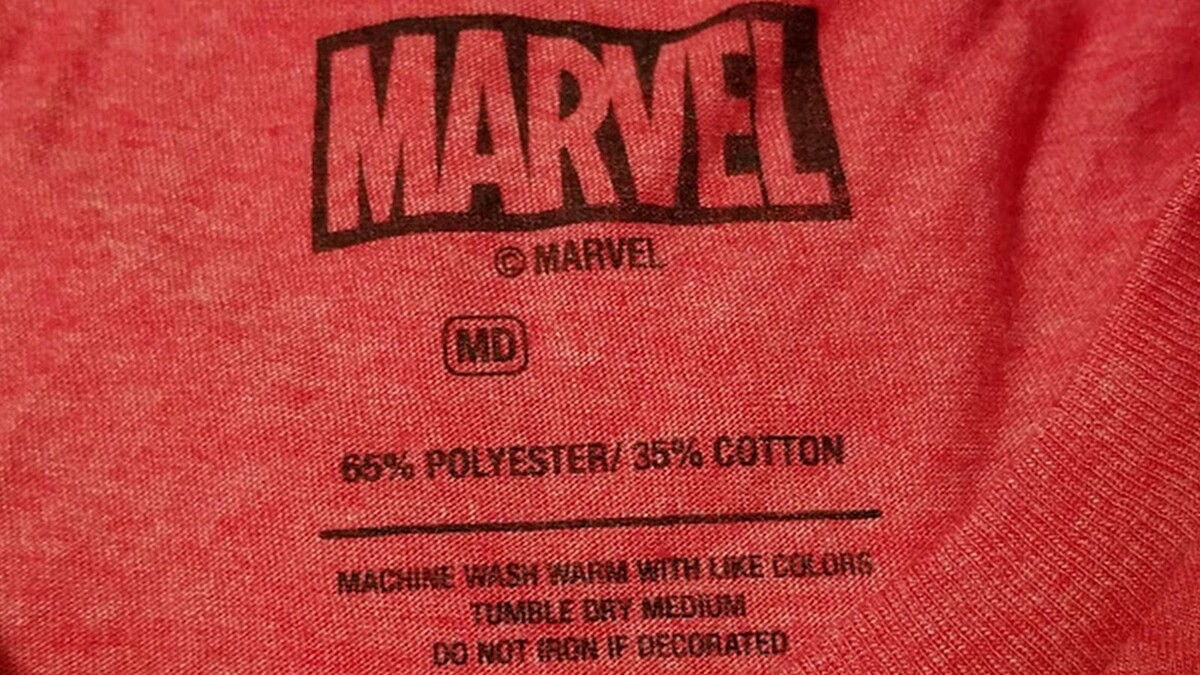 MARVEL
© MARVEL
MD
65% POLYESTER/ 35% COTTON
MACHINE WASH WARM WITH LIKE COLORS
TUMBLE DRY MEDIUM
DO NOT IRON IF DECORATED